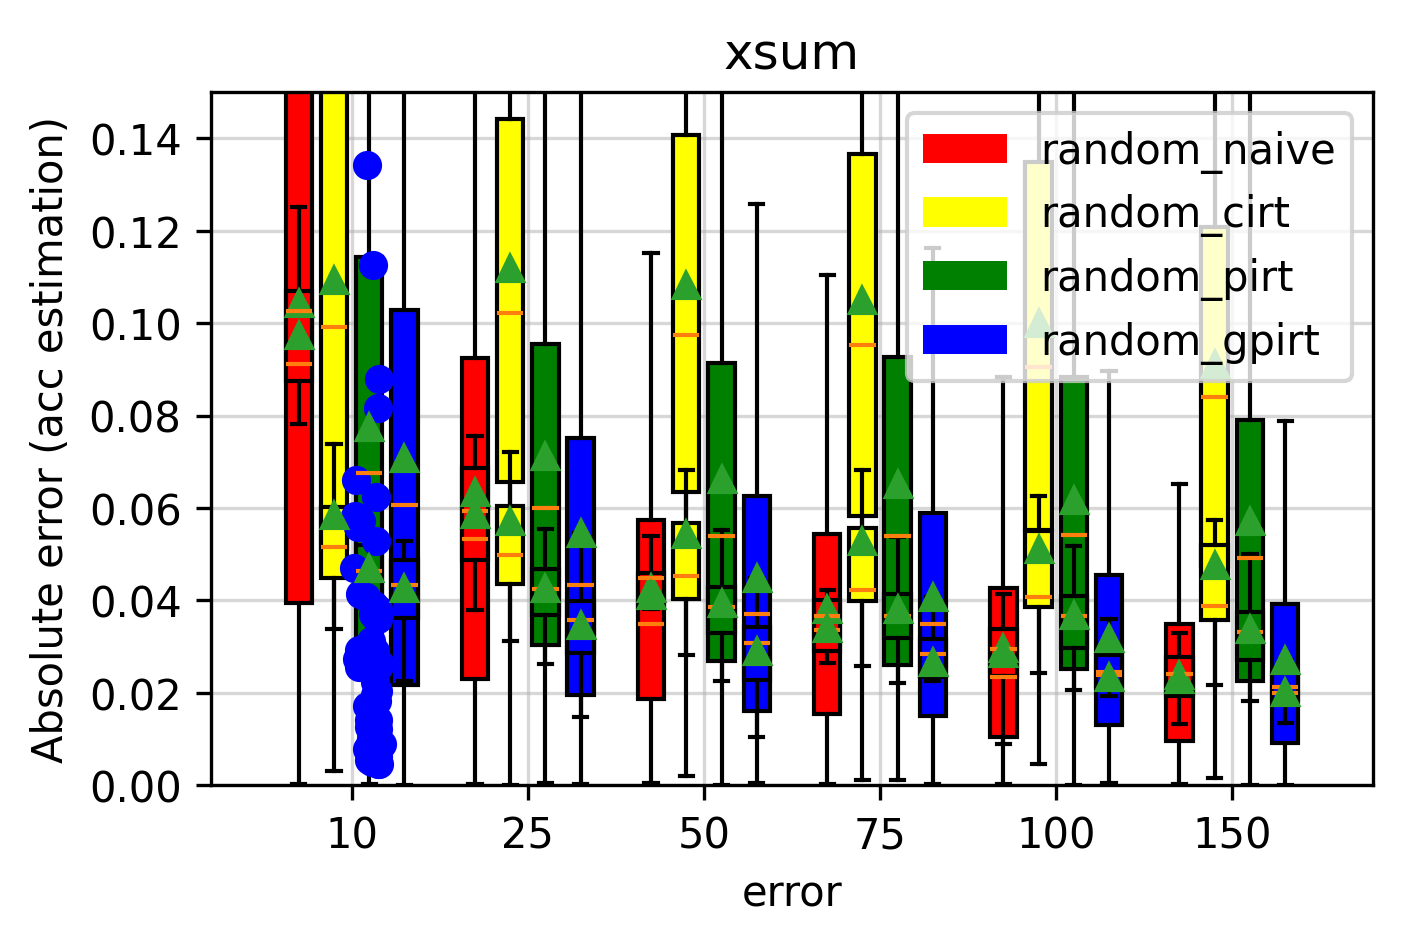 xsum
Absolute error (acc estimation)
0.14
0.12
0.10
0.08
0.06
0.04
0.02
0.00
random_naive
random_cirt
random_pirt
random_gpirt
10 25 50 75 100 150
error